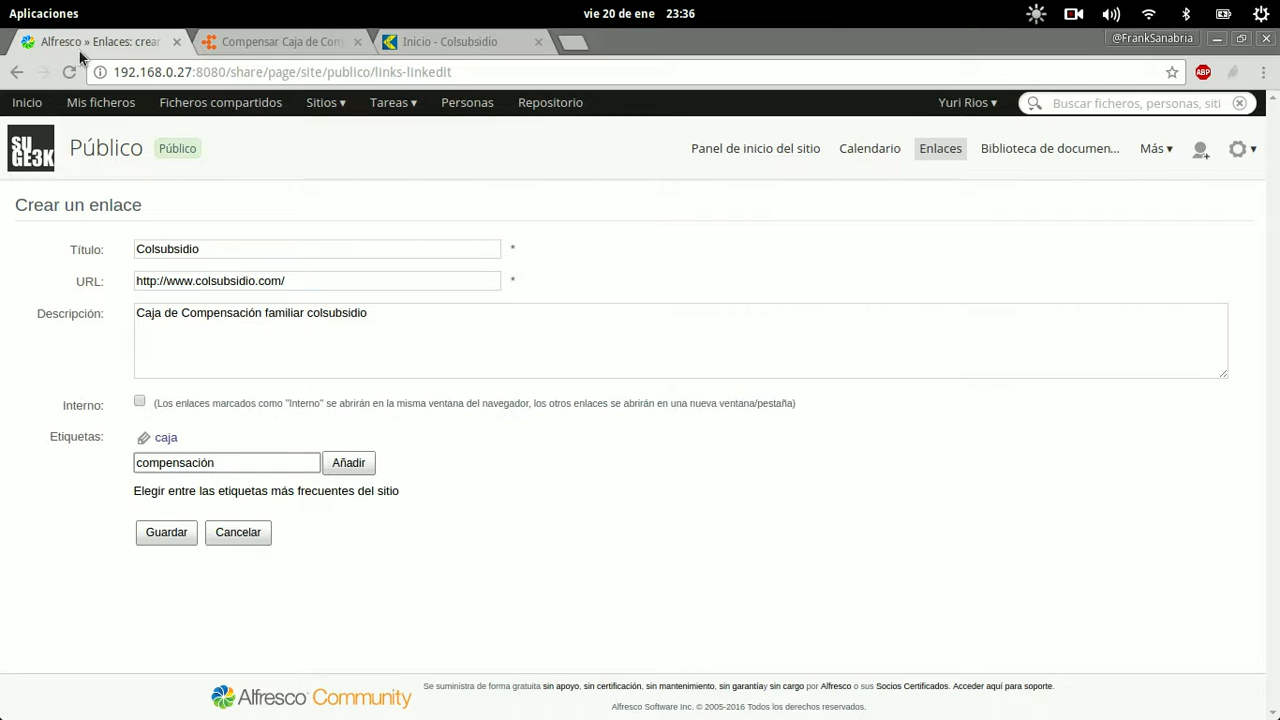 Aplicaciones
vie 20 de ene 23:36
Alfresco » Enlaces: crear
Compensar Caja de Com
Inicio - Colsubsidio
@FrankSanabria
192.168.0.27:8080/share/page/site/publico/links-linkedit
ABP
Inicio Mis ficheros Ficheros compartidos Sitios ▾ Tareas ▾ Personas Repositorio Yuri Rios ▾ Buscar ficheros, personas, siti
SU GE3K Público Público Panel de inicio del sitio Calendario Enlaces Biblioteca de documen... Más ▾
Crear un enlace
Título: Colsubsidio *
URL: http://www.colsubsidio.com/ *
Descripción: Caja de Compensación familiar colsubsidio
Interno: (Los enlaces marcados como "Interno" se abrirán en la misma ventana del navegador, los otros enlaces se abrirán en una nueva ventana/pestaña)
Etiquetas: caja
compensación Añadir
Elegir entre las etiquetas más frecuentes del sitio
Guardar Cancelar
Alfresco Community
Se suministra de forma gratuita sin apoyo, sin certificación, sin mantenimiento, sin garantíay sin cargo por Alfresco o sus Socios Certificados. Acceder aquí para soporte.
Alfresco Software Inc. © 2005-2016 Todos los derechos reservados.